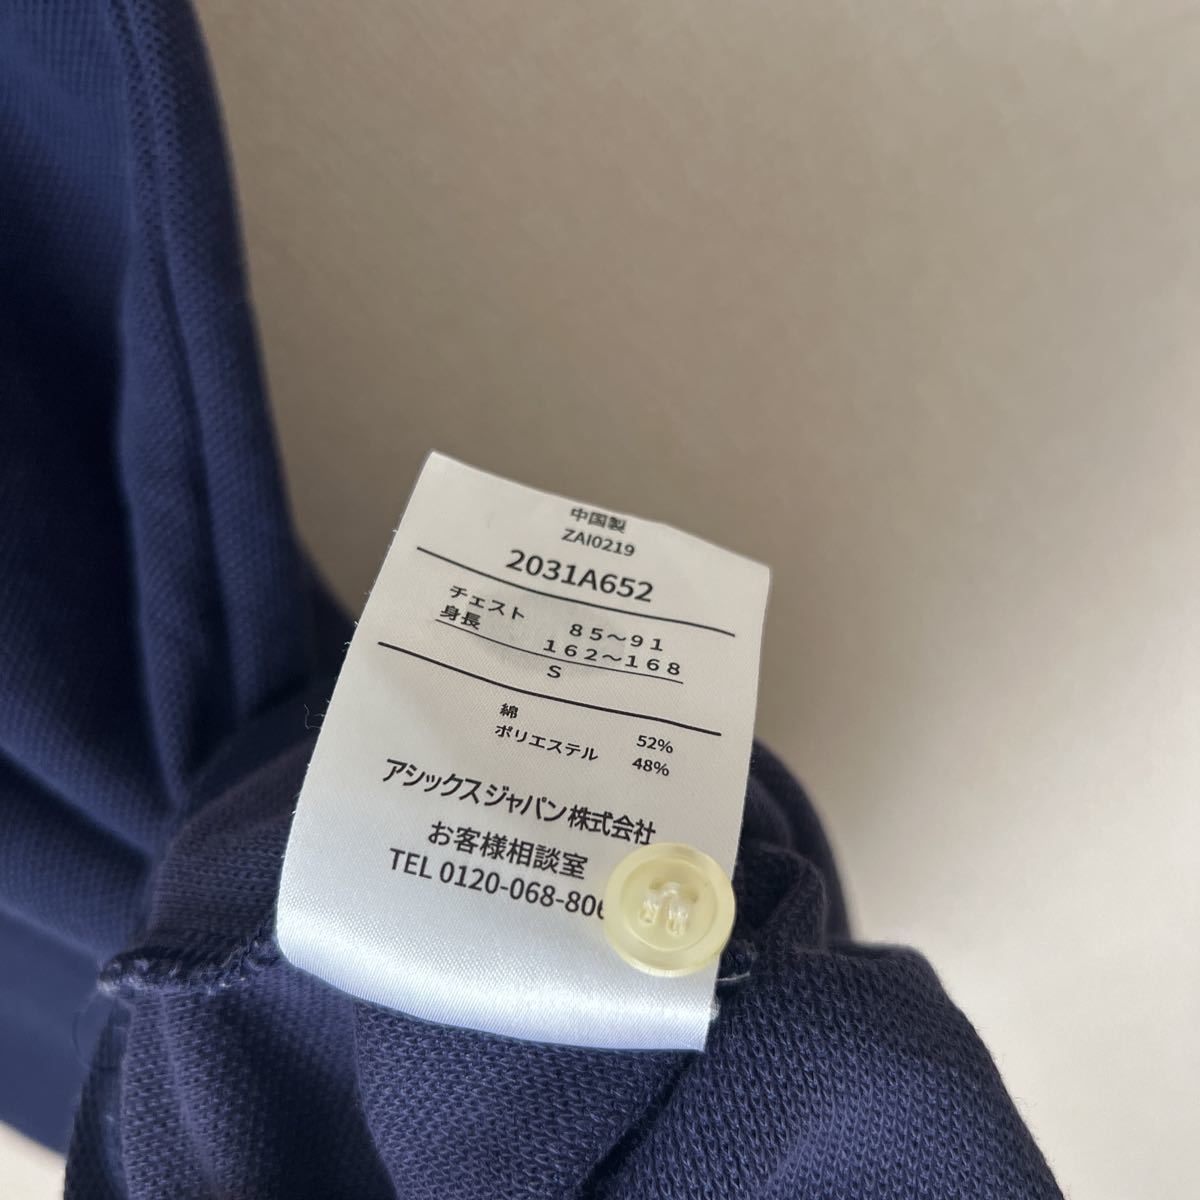 中国製
ZAI0219
2031A652
チェスト 85～91
身長 162～168
S
綿 52%
ポリエステル 48%
アシックスジャパン株式会社
お客様相談室
TEL 0120-068-806